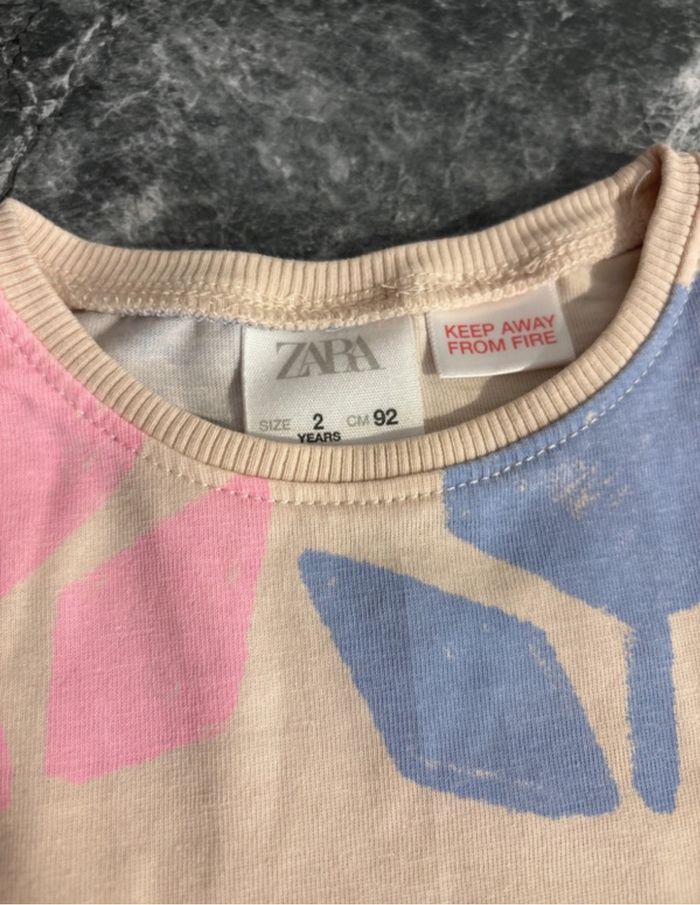 ZARA
SIZE 2 CM 92
YEARS
KEEP AWAY
FROM FIRE